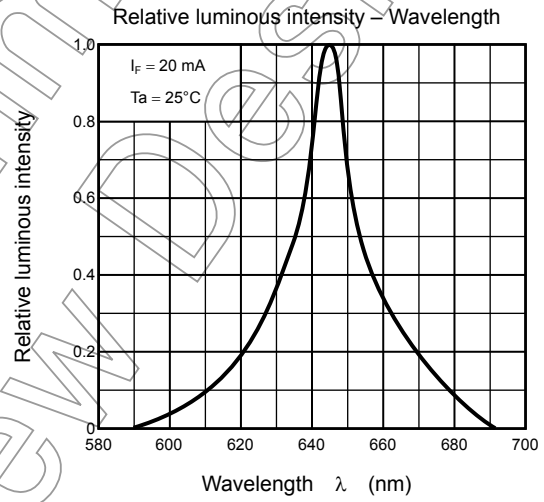 Relative luminous intensity – Wavelength
I_F = 20 mA
Ta = 25°C
Relative luminous intensity
1.0
0.8
0.6
0.4
0.2
0
580 600 620 640 660 680 700
Wavelength λ (nm)